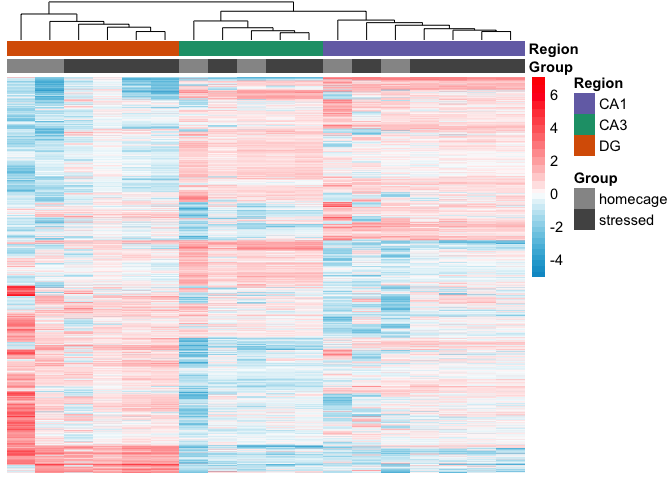 Region
Group
6
4
2
0
-2
-4
Region
CA1
CA3
DG
Group
homecage
stressed